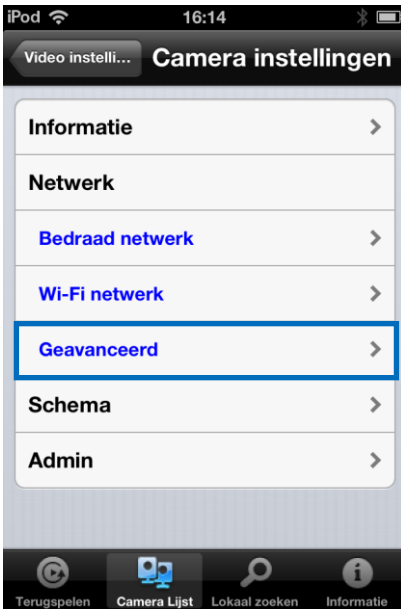 iPod 16:14
Video instelli... Camera instellingen
Informatie
Netwerk
Bedraad netwerk
Wi-Fi netwerk
Geavanceerd
Schema
Admin
Terugspelen Camera Lijst Lokaal zoeken Informatie